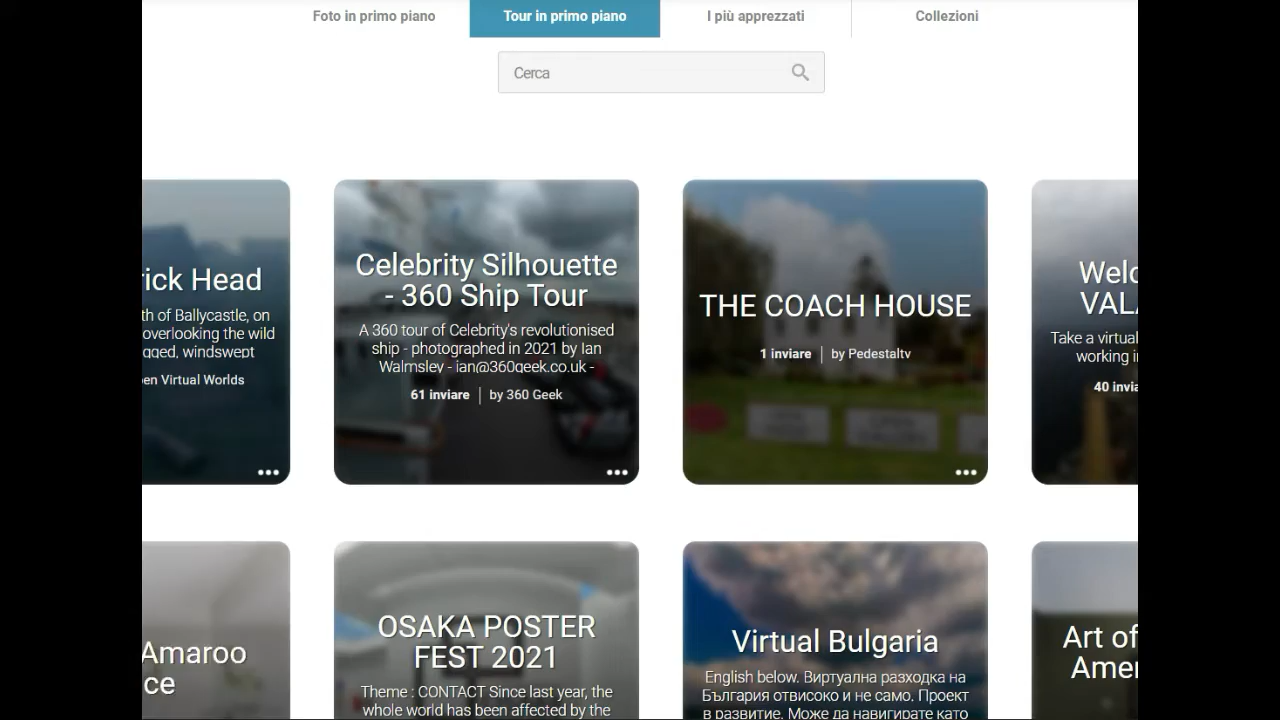 Foto in primo piano
Tour in primo piano
I più apprezzati
Collezioni
Cerca
rick Head
th of Ballycastle, on
overlooking the wild
gged, windswept
en Virtual Worlds
Celebrity Silhouette
- 360 Ship Tour
A 360 tour of Celebrity's revolutionised
ship - photographed in 2021 by Ian
Walmsley - ian@360geek.co.uk -
61 inviare | by 360 Geek
THE COACH HOUSE
1 inviare | by Pedestaltv
Welc
VALA
Take a virtual
working i
40 invia
Amaroo
ce
OSAKA POSTER
FEST 2021
Theme : CONTACT Since last year, the
whole world has been affected by the
Virtual Bulgaria
English below. Виртуална разходка на
България отвисоко и не само. Проект
в развитие. Може да навигирате като
Art of
Amer